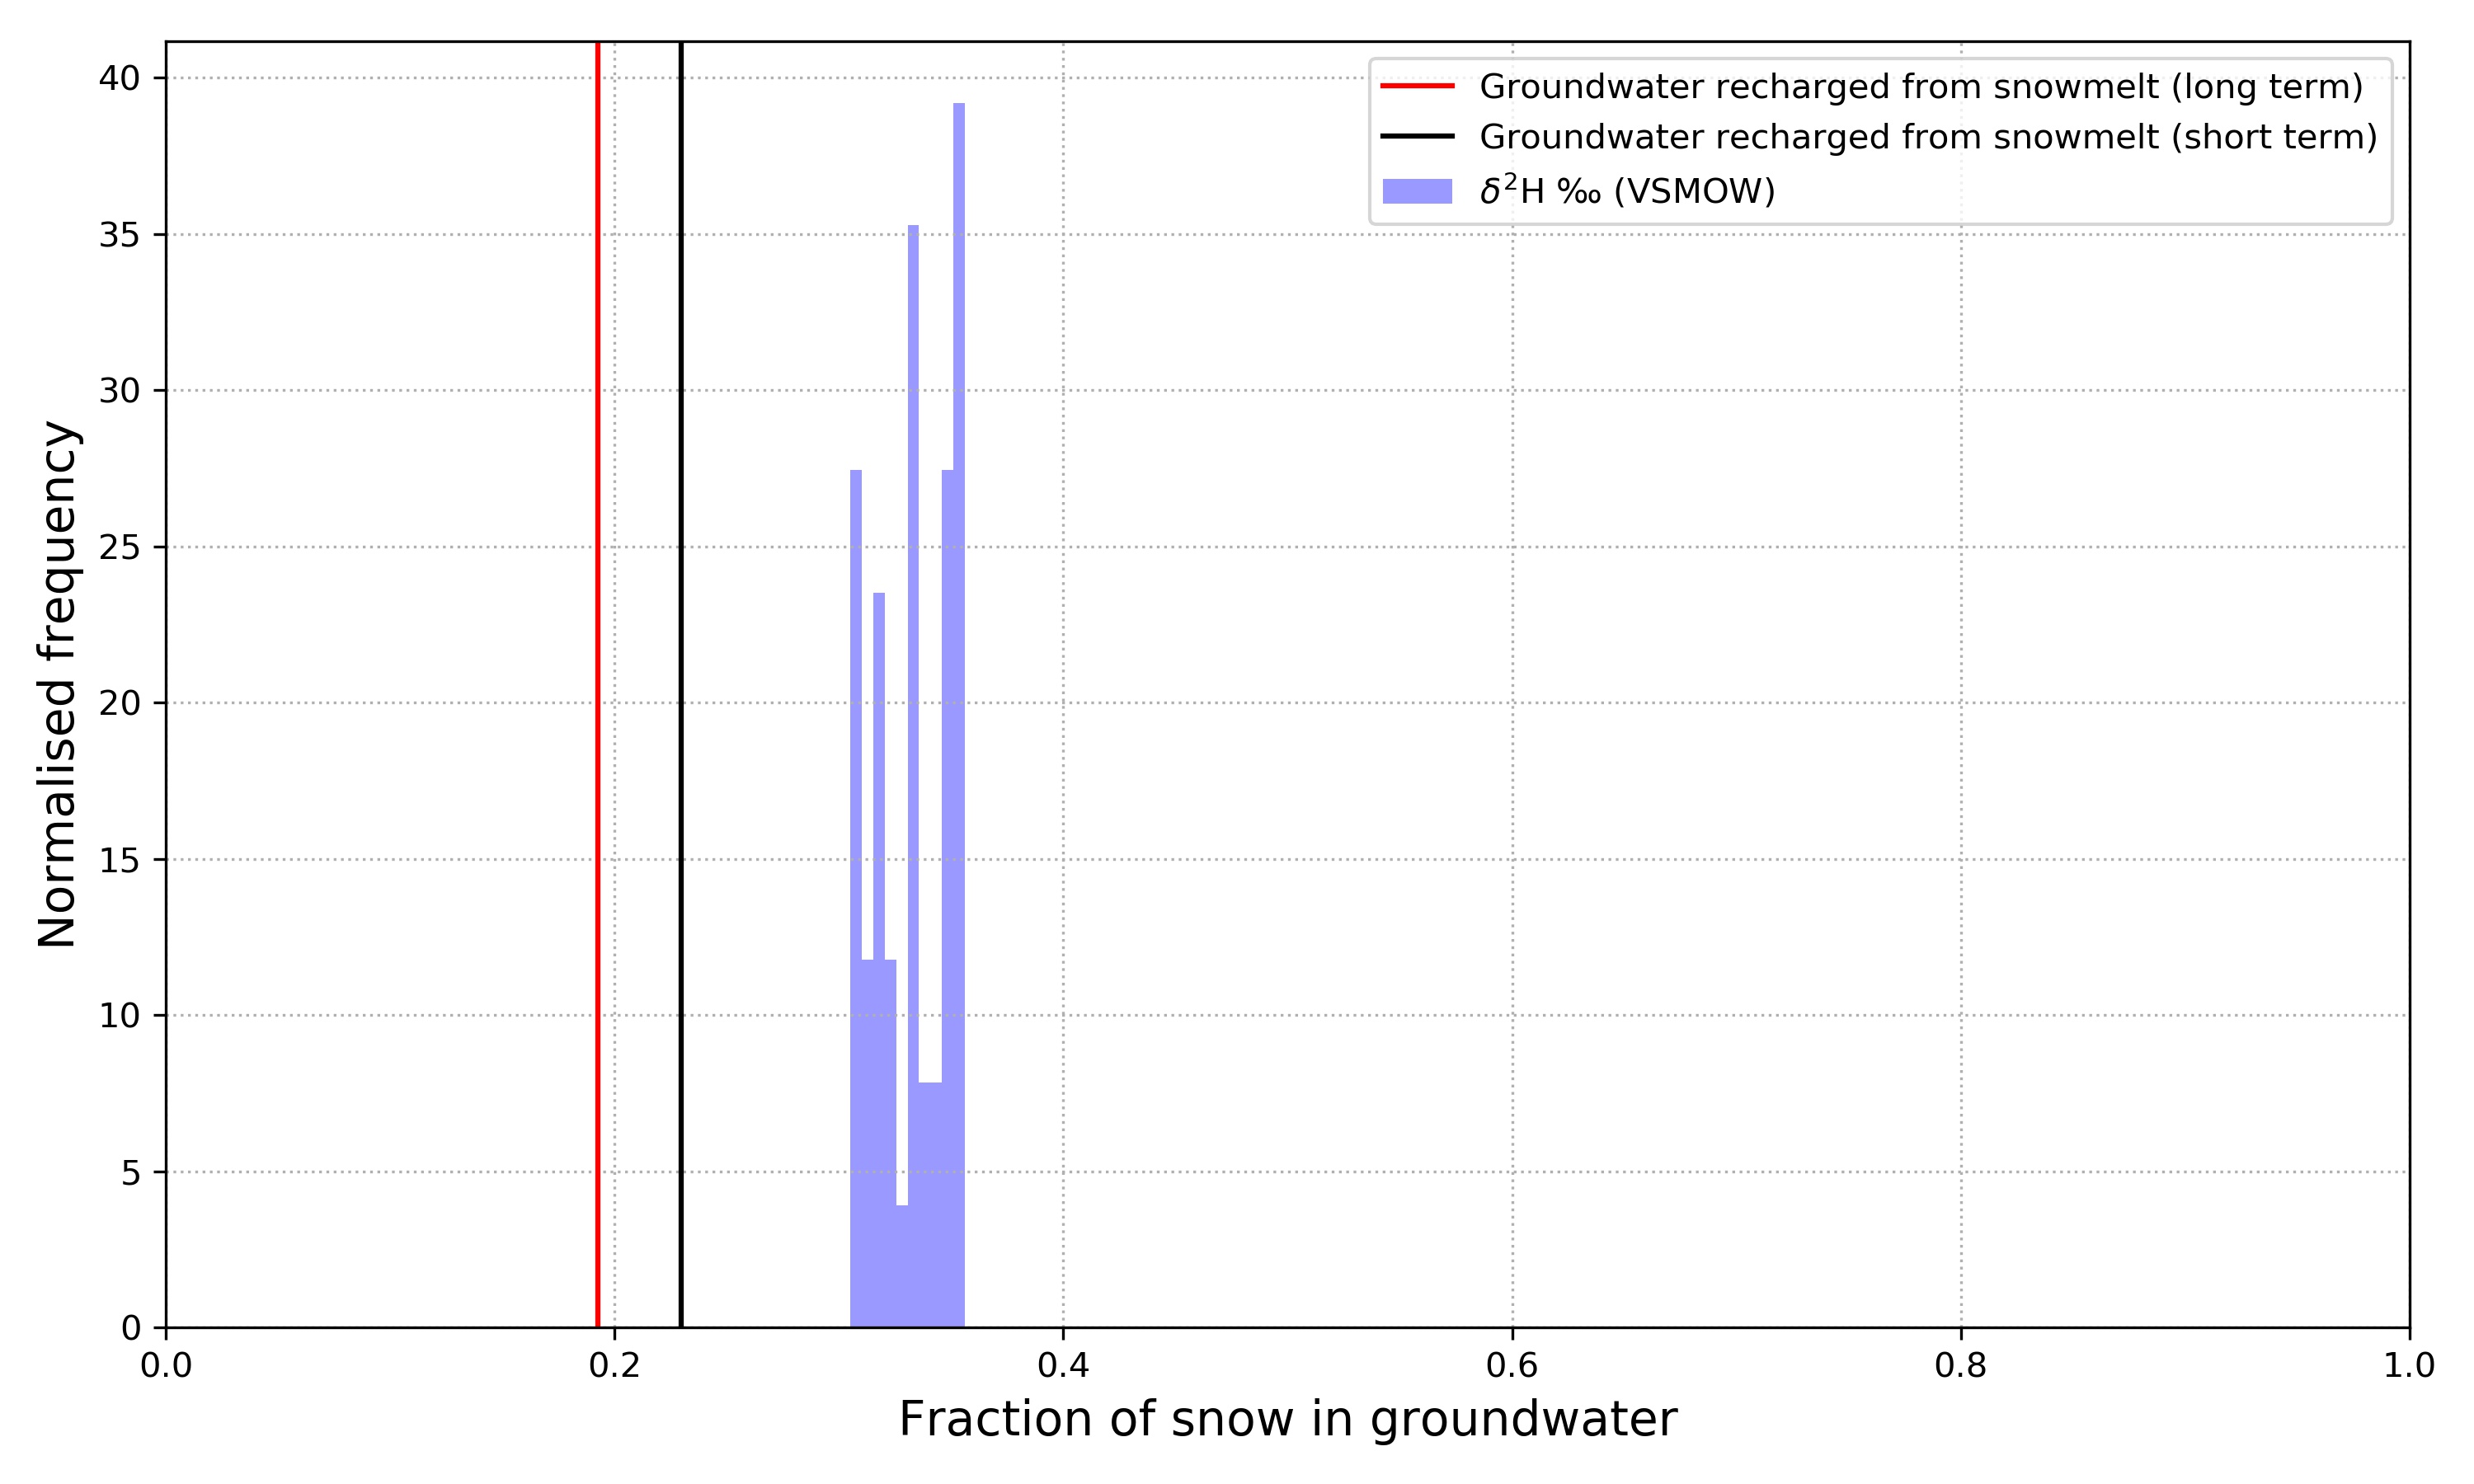 Groundwater recharged from snowmelt (long term)
Groundwater recharged from snowmelt (short term)
δ²H ‰ (VSMOW)
Normalised frequency
40
35
30
25
20
15
10
5
0
0.0 0.2 0.4 0.6 0.8 1.0
Fraction of snow in groundwater